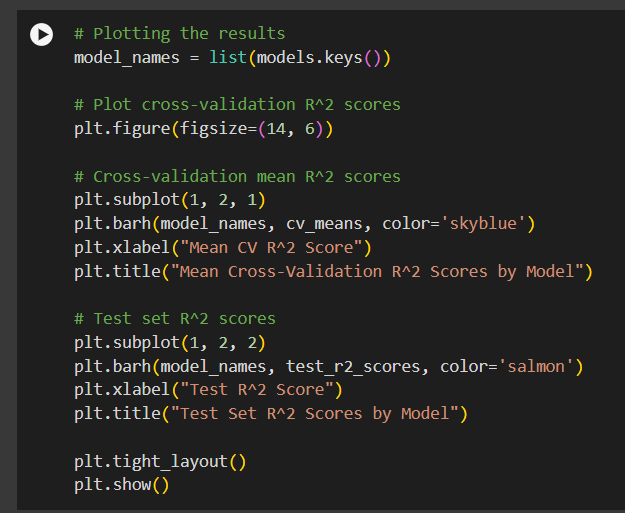 # Plotting the results
model_names = list(models.keys())
# Plot cross-validation R^2 scores
plt.figure(figsize=(14, 6))
# Cross-validation mean R^2 scores
plt.subplot(1, 2, 1)
plt.barh(model_names, cv_means, color='skyblue')
plt.xlabel("Mean CV R^2 Score")
plt.title("Mean Cross-Validation R^2 Scores by Model")
# Test set R^2 scores
plt.subplot(1, 2, 2)
plt.barh(model_names, test_r2_scores, color='salmon')
plt.xlabel("Test R^2 Score")
plt.title("Test Set R^2 Scores by Model")
plt.tight_layout()
plt.show()